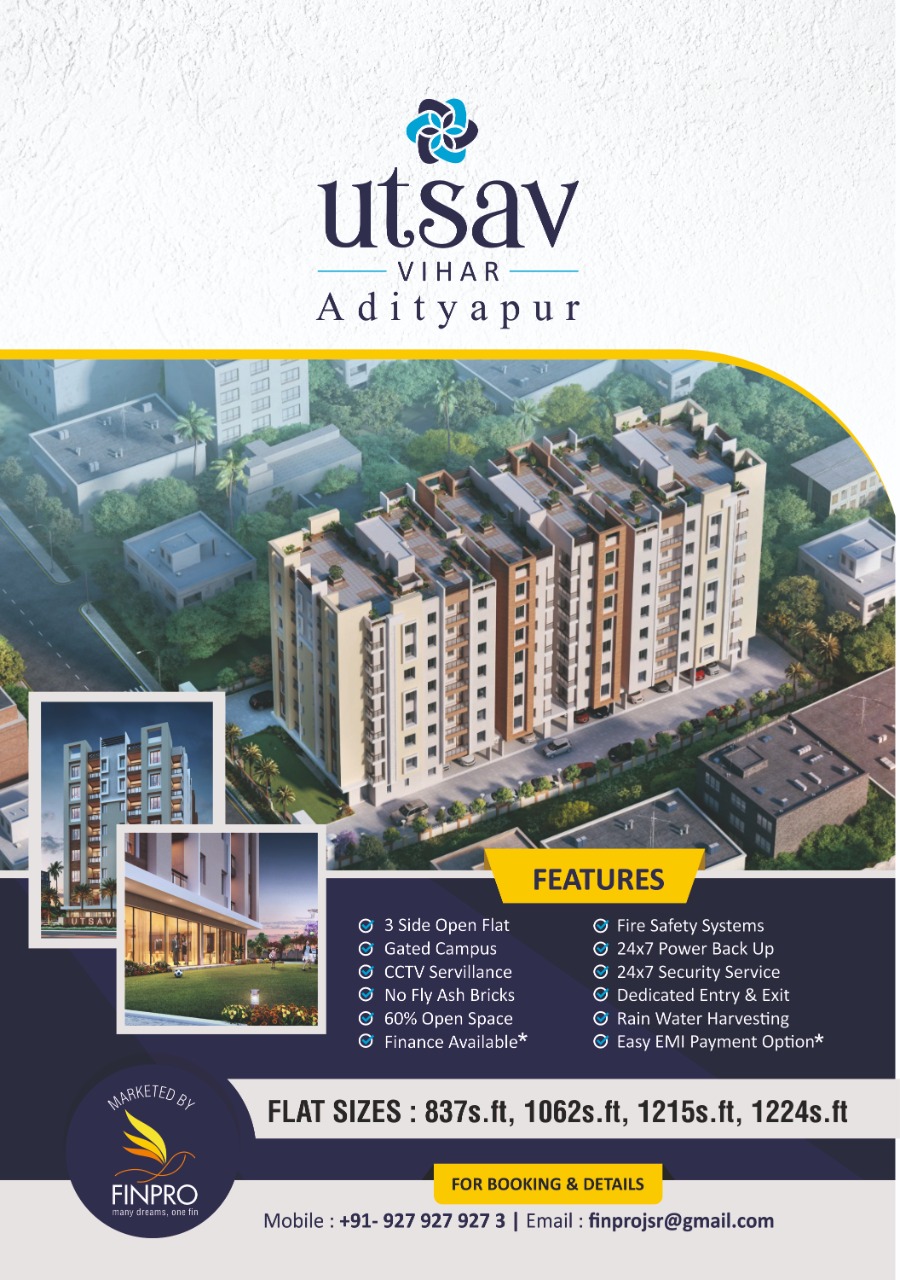 utsav
VIHAR
Adityapur
UTSAV
FEATURES
3 Side Open Flat
Gated Campus
CCTV Servillance
No Fly Ash Bricks
60% Open Space
Finance Available*
Fire Safety Systems
24x7 Power Back Up
24x7 Security Service
Dedicated Entry & Exit
Rain Water Harvesting
Easy EMI Payment Option*
FLAT SIZES : 837s.ft, 1062s.ft, 1215s.ft, 1224s.ft
MARKETED BY
FINPRO
many dreams, one fin
FOR BOOKING & DETAILS
Mobile : +91- 927 927 927 3 | Email : finprojsr@gmail.com